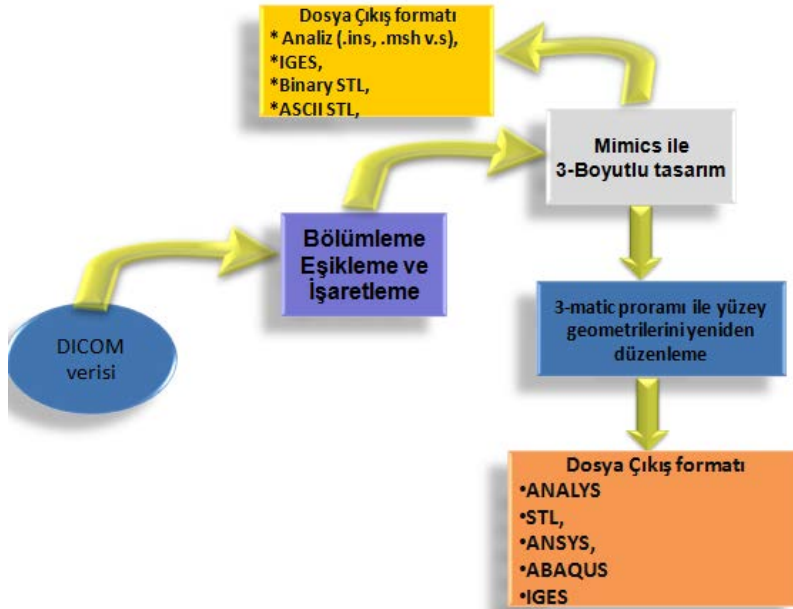 Dosya Çıkış formatı
* Analiz (.ins, .msh v.s),
*IGES,
*Binary STL,
*ASCII STL,
Mimics ile
3-Boyutlu tasarım
Bölümleme
Eşikleme ve
İşaretleme
DICOM
verisi
3-matic proramı ile yüzey
geometrilerini yeniden
düzenleme
Dosya Çıkış formatı
•ANALYS
•STL,
•ANSYS,
•ABAQUS
•IGES